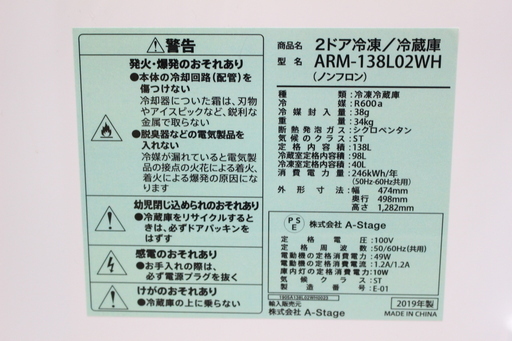 ⚠警告
発火・爆発のおそれあり
●本体の冷却回路（配管）を
傷つけない
冷却器についた霜は、刃物
やアイスピックなど、鋭利な
金属で取らない
●脱臭器などの電気製品を
入れない
冷媒が漏れていると電気製品
の接点の火花による着火、
着火による爆発の原因に
なります
幼児閉じ込められのおそれあり
●冷蔵庫をリサイクルすると
きは、必ずドアパッキンを
はずす
感電のおそれあり
●お手入れの際は、
必ず電源プラグを抜く
けがのおそれあり
●冷蔵庫の上に乗らない
商品名 2ドア冷凍／冷蔵庫
型名 ARM-138L02WH
（ノンフロン）
種類：冷凍冷蔵庫
冷媒：R600a
冷媒封入量：38g
重量：34kg
断熱発泡ガス：シクロペンタン
気候のクラス：ST
定格内容積：138L
冷蔵室定格内容積：98L
冷凍室定格内容積：40L
消費電力量：246kWh/年
(50Hz-60Hz共用)
外形寸法：幅 474mm
奥行 498mm
高さ 1,282mm
PSE 株式会社 A-Stage
定格電圧：100V
定格周波数：50/60Hz(共用)
電動機の定格消費電力：49W
電動機の定格消費電流：1.2A/1.2A
庫内灯の定格消費電力：10W
気候クラス：ST
製造番号：E-01
180SA138L02WH0022
輸入販売元 株式会社 A-Stage
2019年製
MADE IN CHINA